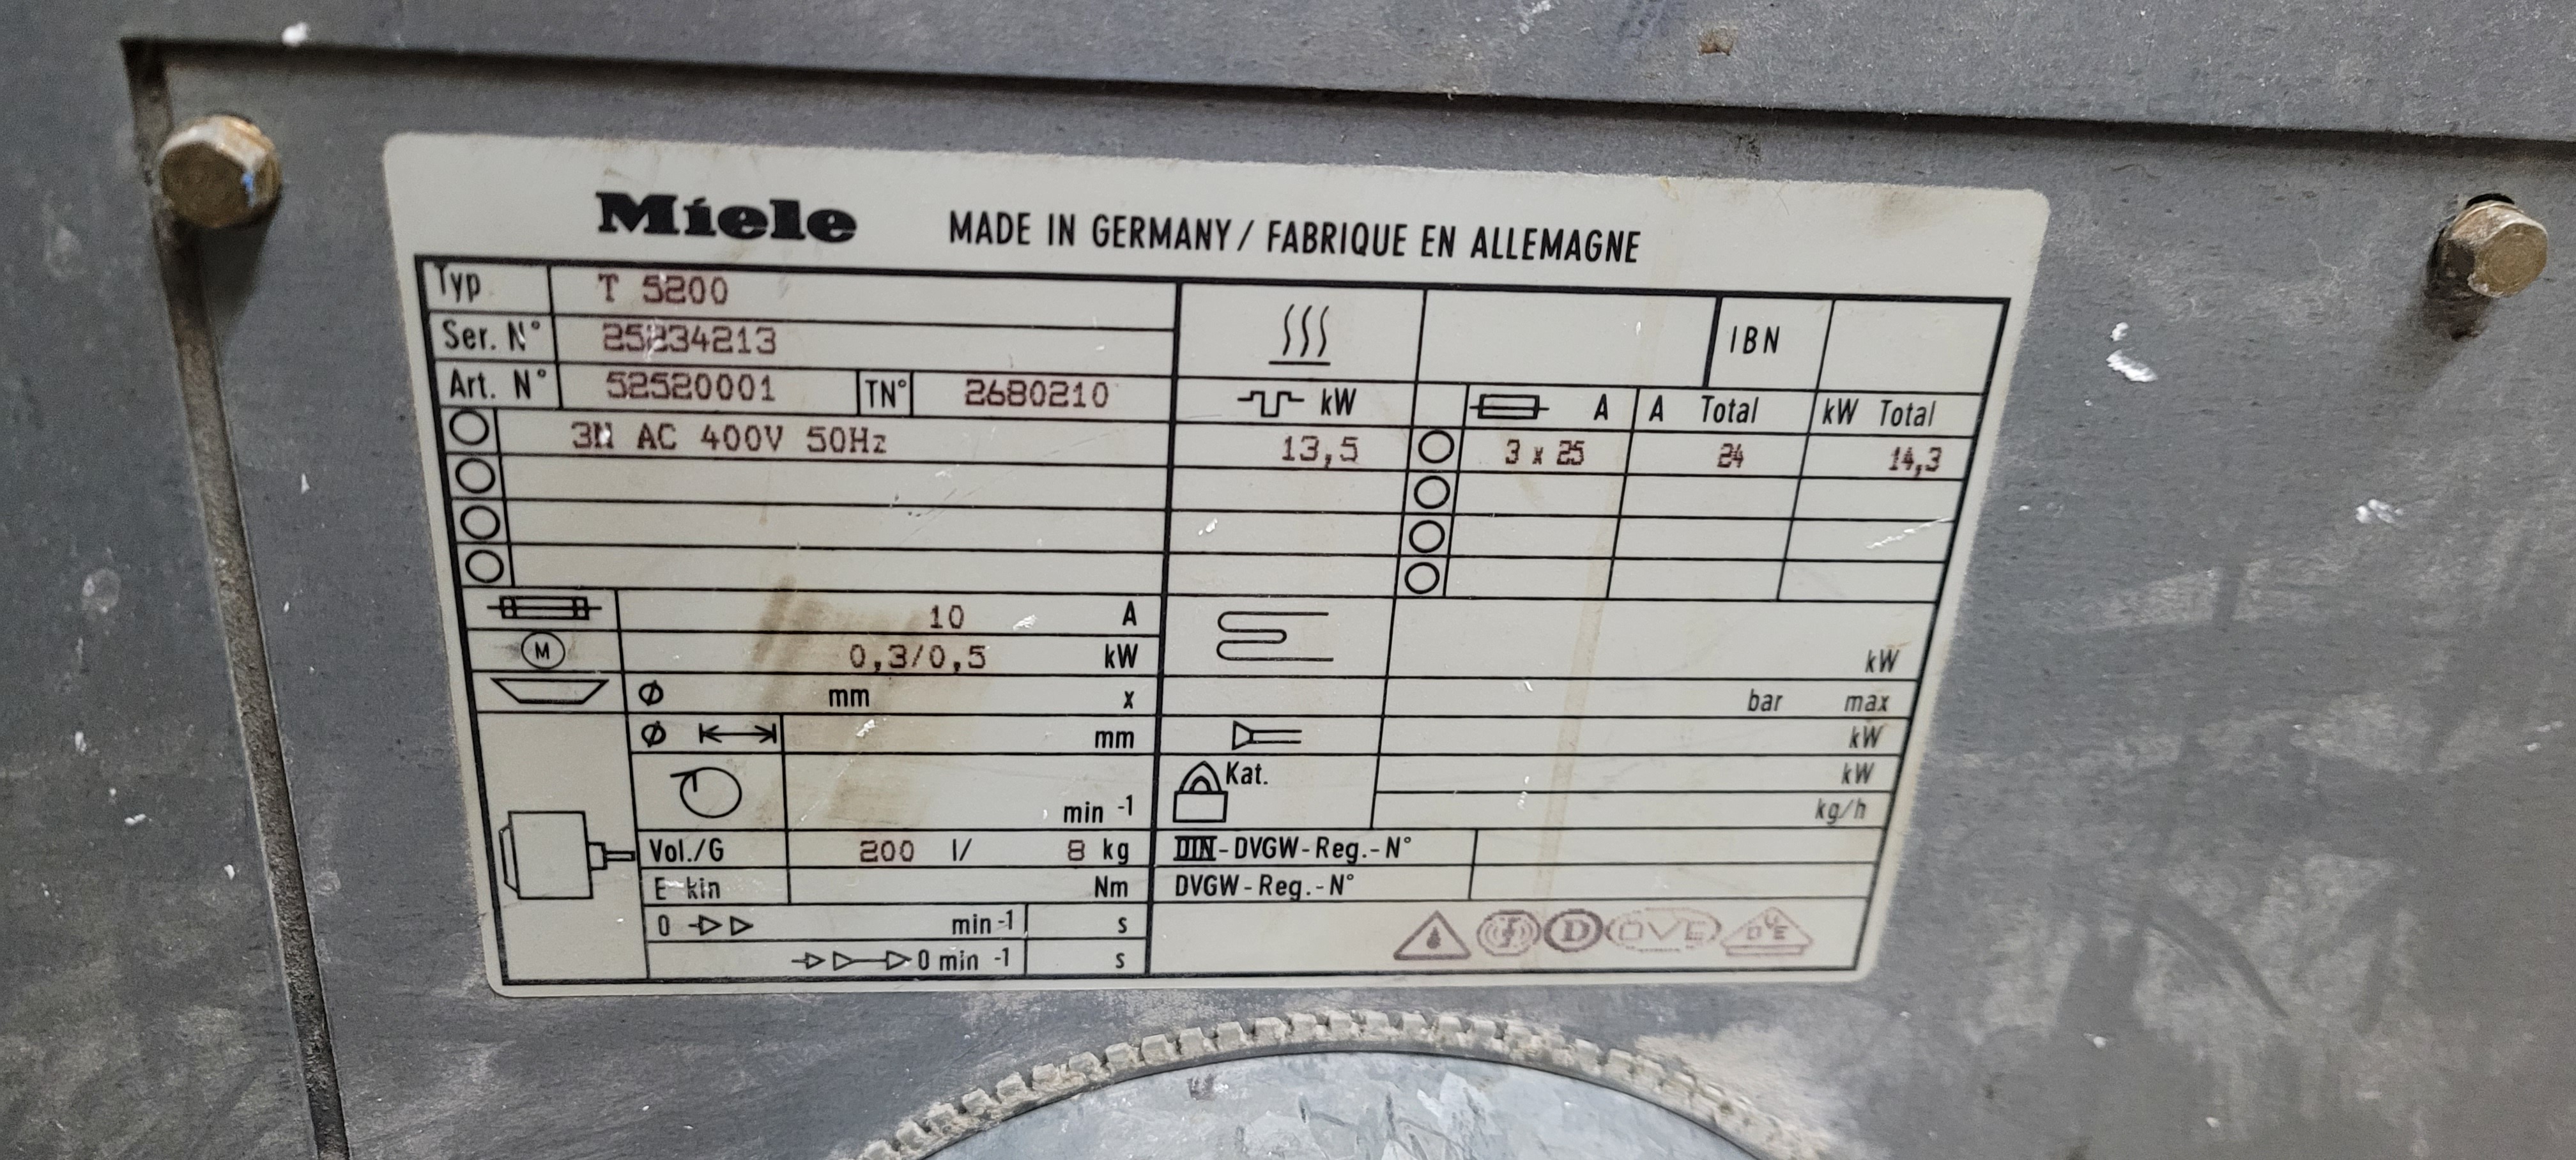 Miele MADE IN GERMANY / FABRIQUE EN ALLEMAGNE
Typ T 5200
Ser. N° 25234213 IBN
Art. N° 52520001 TN° 2680210 kW A A Total kW Total
3N AC 400V 50Hz 13,5 3 x 25 24 14,3
10 A
M 0,3/0,5 kW kW
Ø mm x bar max
Ø mm kW
Kat. kW
min -1 kg/h
Vol./G 200 l/ 8 kg DIN-DVGW-Reg.-N°
E-kin Nm DVGW-Reg.-N°
0 min -1 s
0 min -1 s
D OVE